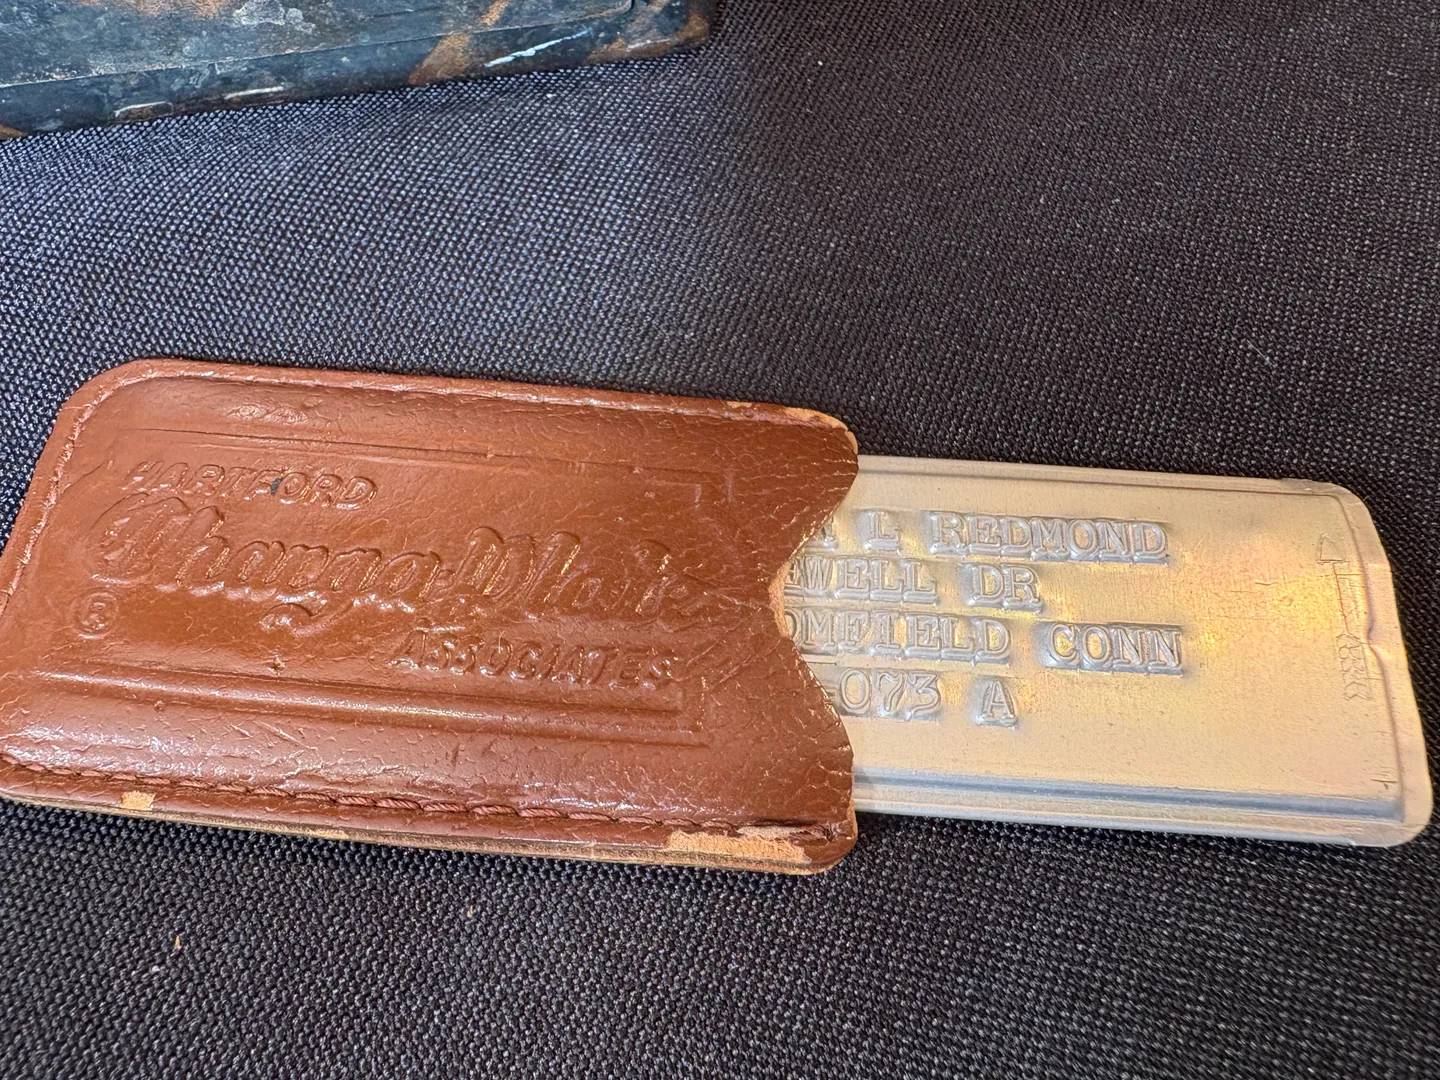 HARTFORD
Charga-Plate
®
ASSOCIATES
L REDMOND
EWELL DR
OMFIELD CONN
-073 A